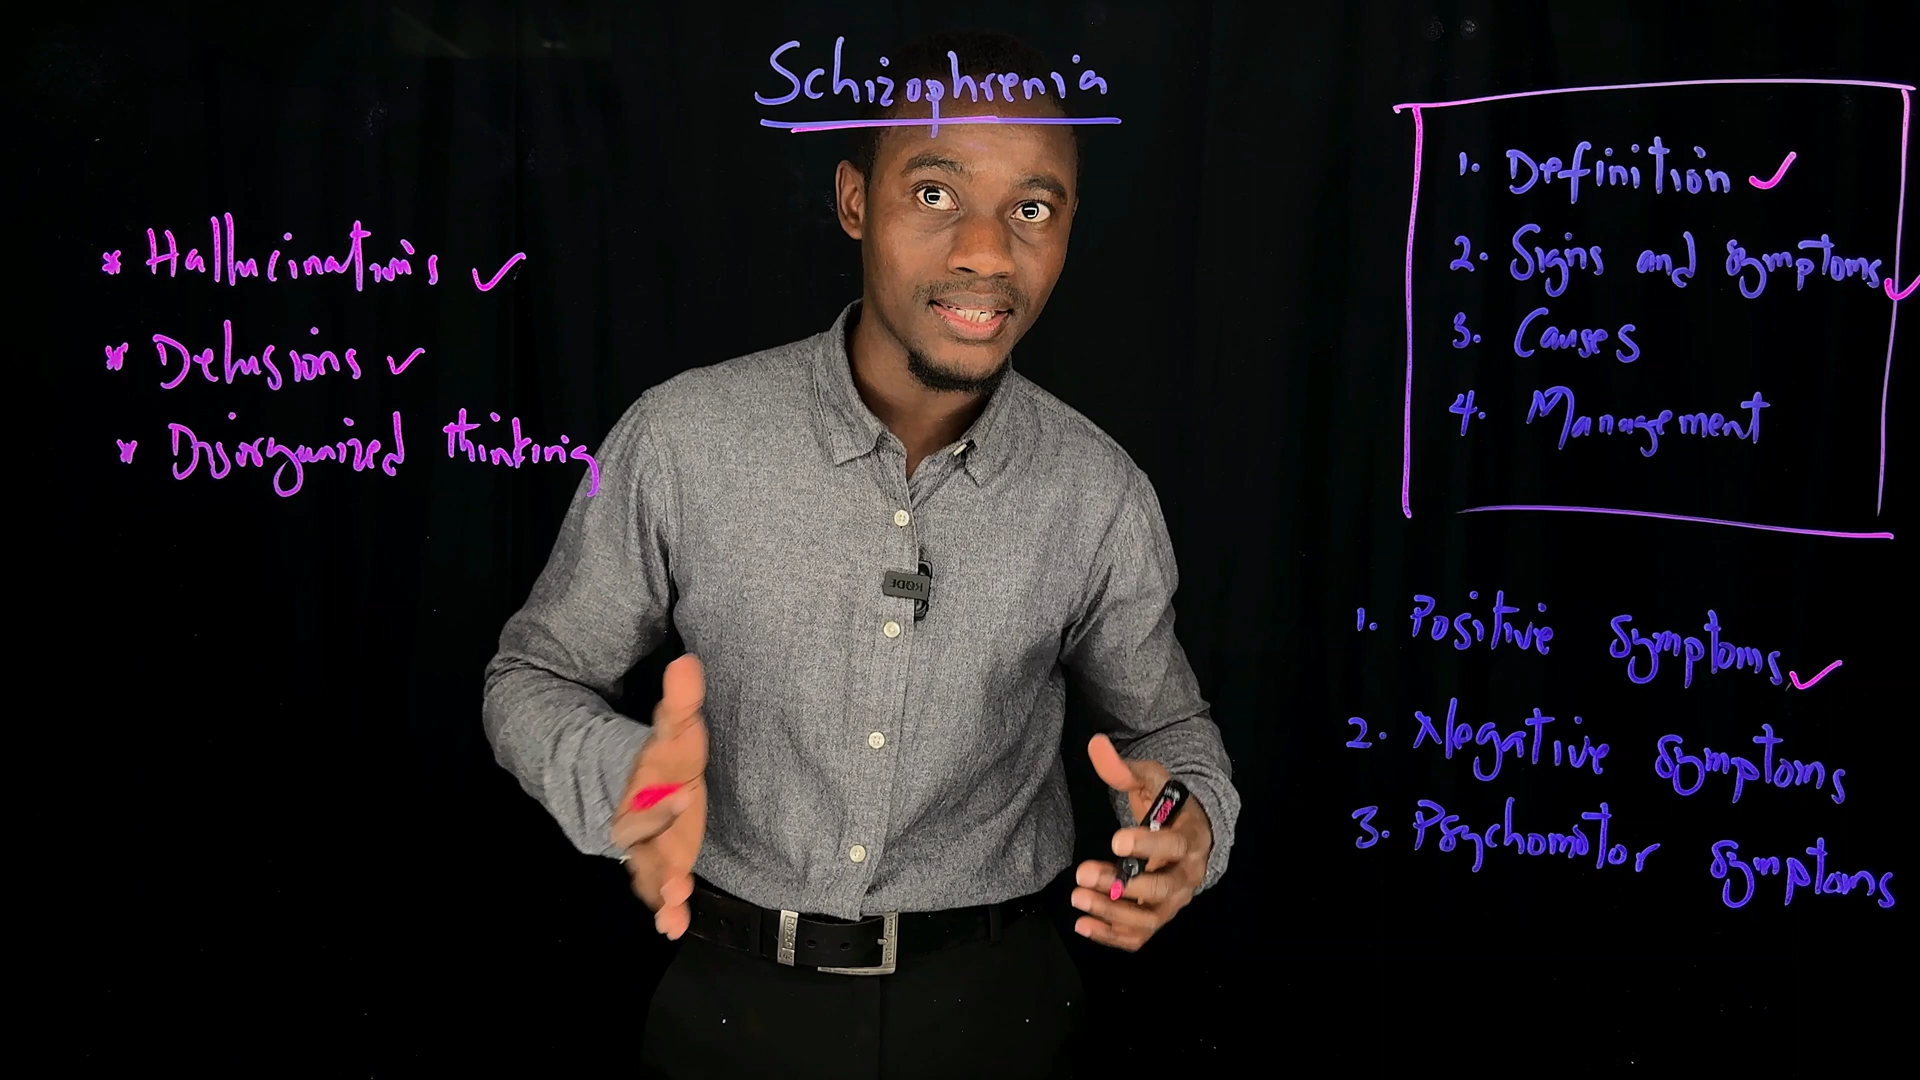 Schizophrenia
* Hallucinations ✓
* Delusions ✓
* Disorganized thinking
1. Definition ✓
2. Signs and symptoms ✓
3. Causes
4. Management
1. Positive symptoms ✓
2. Negative symptoms
3. Psychomotor symptoms
RODE